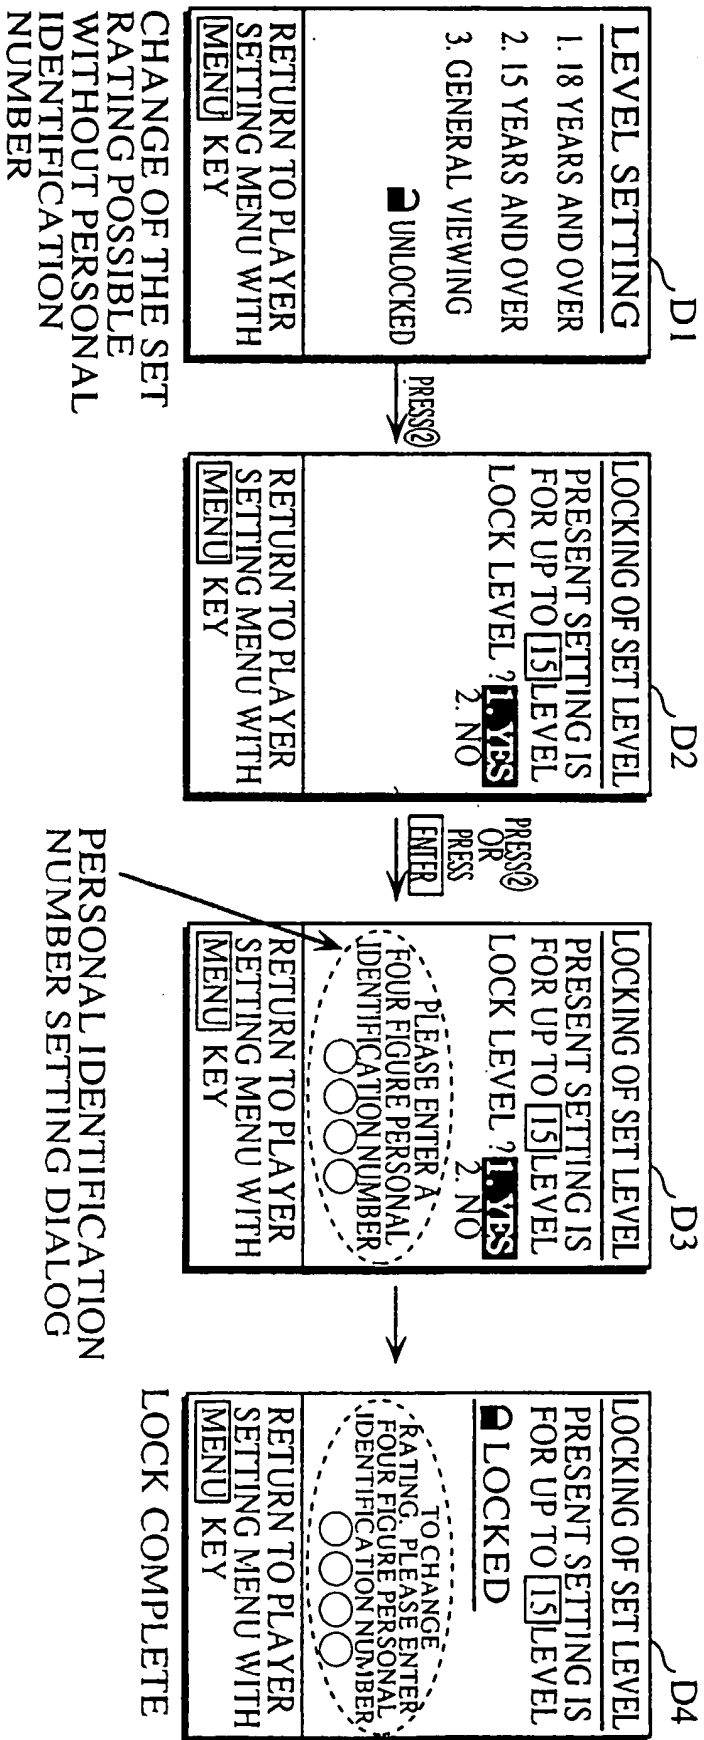 D1
LEVEL SETTING
1. 18 YEARS AND OVER
2. 15 YEARS AND OVER
3. GENERAL VIEWING
UNLOCKED
RETURN TO PLAYER
SETTING MENU WITH
MENU KEY
CHANGE OF THE SET
RATING POSSIBLE
WITHOUT PERSONAL
IDENTIFICATION
NUMBER
PRESS②
D2
LOCKING OF SET LEVEL
PRESENT SETTING IS
FOR UP TO 15 LEVEL
LOCK LEVEL ? 1. YES
2. NO
RETURN TO PLAYER
SETTING MENU WITH
MENU KEY
PRESS②
OR
PRESS
ENTER
D3
LOCKING OF SET LEVEL
PRESENT SETTING IS
FOR UP TO 15 LEVEL
LOCK LEVEL ? 1. YES
2. NO
PLEASE ENTER A
FOUR FIGURE PERSONAL
IDENTIFICATION NUMBER
RETURN TO PLAYER
SETTING MENU WITH
MENU KEY
PERSONAL IDENTIFICATION
NUMBER SETTING DIALOG
D4
LOCKING OF SET LEVEL
PRESENT SETTING IS
FOR UP TO 15 LEVEL
LOCKED
TO CHANGE
RATING, PLEASE ENTER
FOUR FIGURE PERSONAL
IDENTIFICATION NUMBER
RETURN TO PLAYER
SETTING MENU WITH
MENU KEY
LOCK COMPLETE